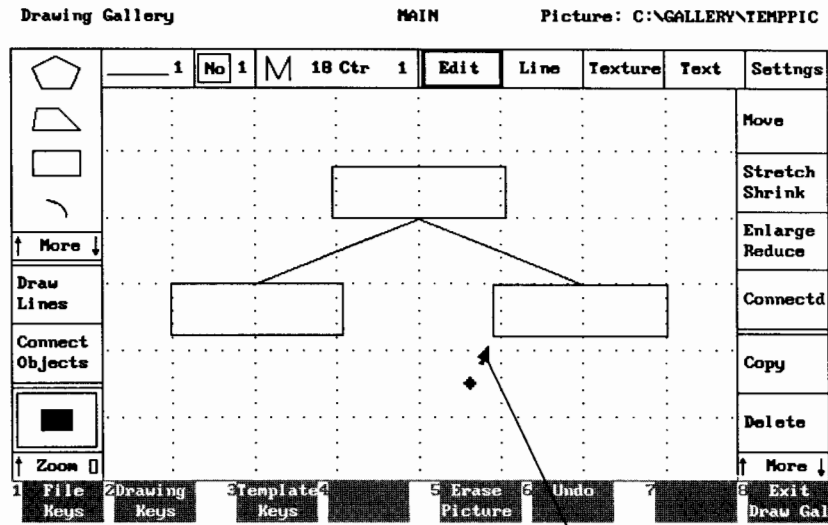 Drawing Gallery MAIN Picture: C:\GALLERY\TEMPPIC
1 No 1 M 18 Ctr 1 Edit Line Texture Text Settngs
Move
Stretch
Shrink
Enlarge
Reduce
↑ More ↓
Draw
Lines
Connectd
Connect
Objects
Copy
Delete
↑ Zoom
↑ More ↓
1 File 2 Drawing 3 Template 4 5 Erase 6 Undo 7 8 Exit
Keys Keys Keys Picture Draw Gal